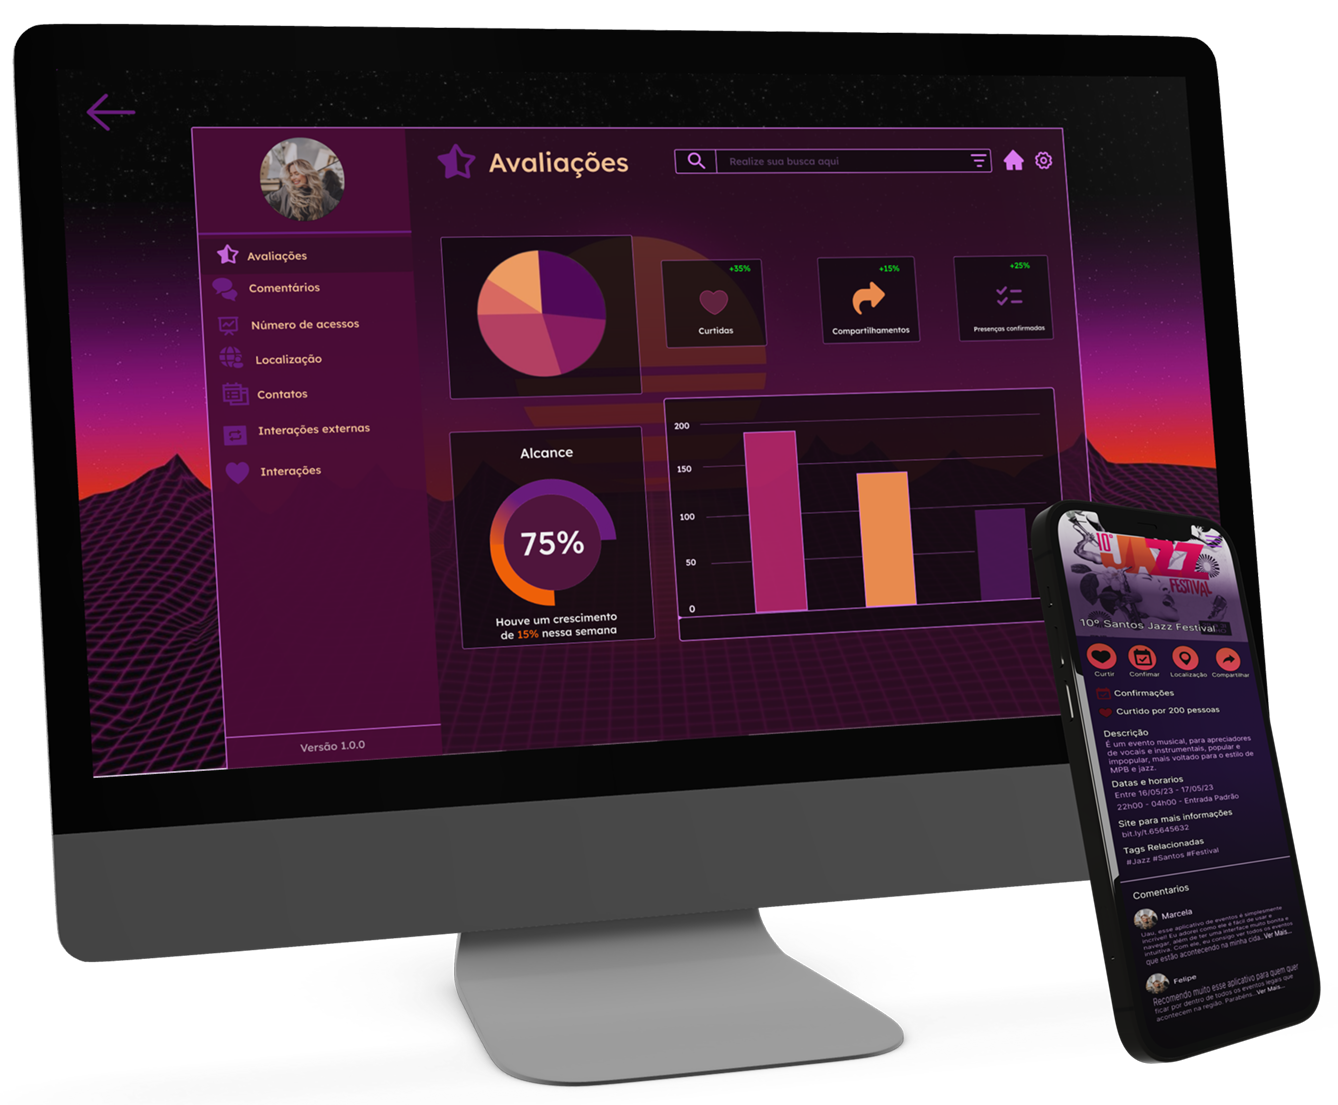 Avaliações
Realize sua busca aqui
Avaliações
Comentários
Número de acessos
Localização
Contatos
Interações externas
Interações
Versão 1.0.0
+35%
Curtidas
+15%
Compartilhamentos
+25%
Presenças confirmadas
Alcance
75%
Houve um crescimento
de 15% nessa semana
200
150
100
50
0
10º
JAZZ
FESTIVAL
10º Santos Jazz Festival
Curtir
Confimar
Localização
Compartilhar
Confirmações
Curtido por 200 pessoas
Descrição
É um evento musical, para apreciadores
de vocais e instrumentais, popular e
impopular, mais voltado para o estilo de
MPB e jazz.
Datas e horarios
Entre 16/05/23 - 17/05/23
22h00 - 04h00 - Entrada Padrão
Site para mais informações
bit.ly/t.65645632
Tags Relacionadas
#Jazz #Santos #Festival
Comentarios
Marcela
Uau, esse aplicativo de eventos é simplesmente
incrível! Eu adorei como ele é fácil de usar e
navegar, além de ter uma interface muito bonita e
intuitiva. Com ele, eu consigo ver todos os eventos
que estão acontecendo na minha cida.. Ver Mais...
Felipe
Recomendo muito esse aplicativo para quem quer
ficar por dentro de todos os eventos legais que
acontecem na região. Parabéns...Ver Mais...